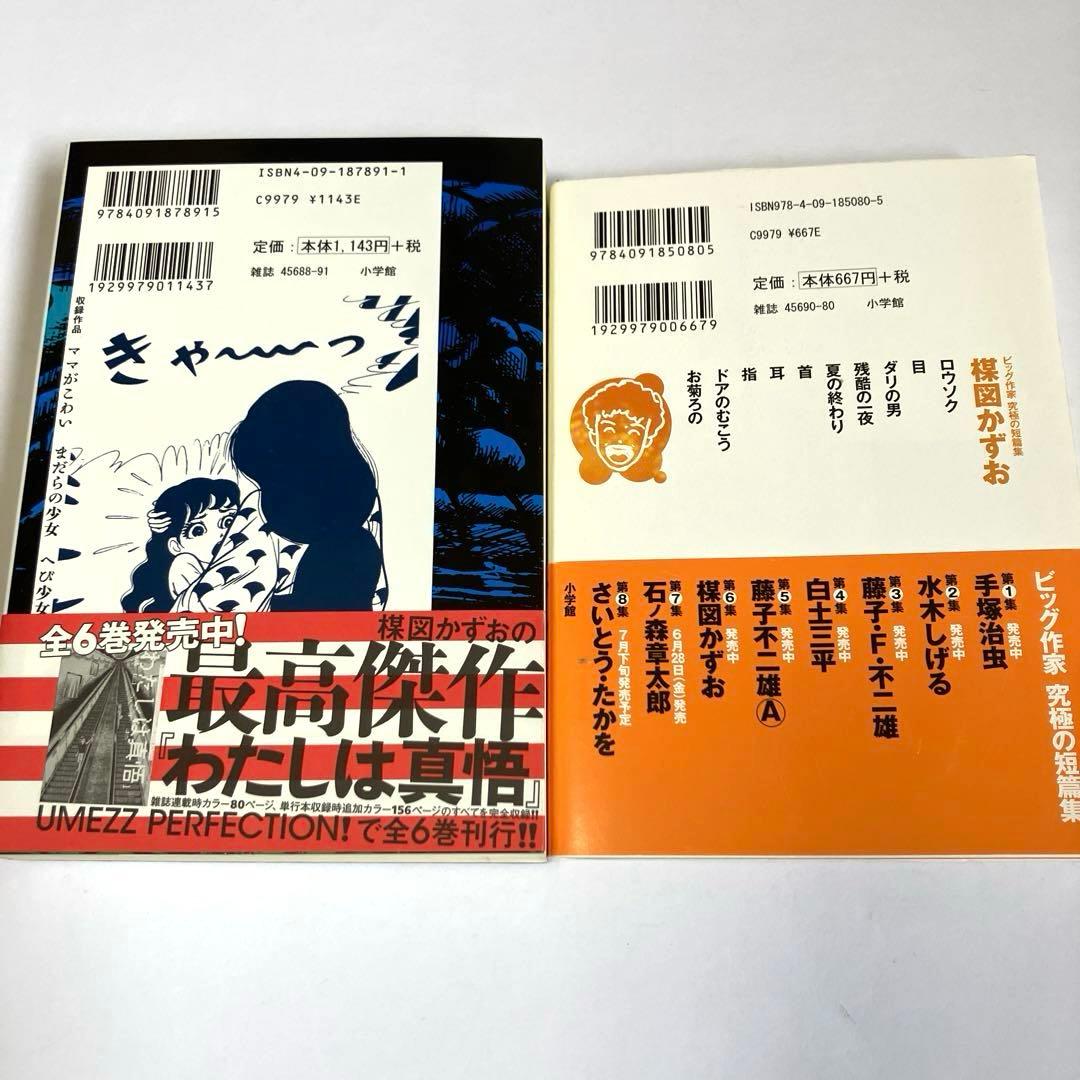 ISBN4-09-187891-1
C9979 ¥1143E
9784091878915
定価：本体1,143円+税
雑誌 45688-91 小学館
1929979011437
収録作品 ママがこわい まだらの少女 へび少女
きゃ〜〜〜っ
全6巻発売中!
楳図かずおの
最高傑作
『わたしは真悟』
わたしは真悟
雑誌連載時カラー80ページ、単行本収録時追加カラー156ページのすべてを完全収録!!
UMEZZ PERFECTION! で全6巻刊行!!
ISBN978-4-09-185080-5
C9979 ¥667E
9784091850805
定価：本体667円+税
雑誌 45690-80 小学館
1929979006679
ビッグ作家 究極の短篇集
楳図かずお
ロウソク
目
ダリの男
残酷の一夜
夏の終わり
首
耳
指
ドアのむこう
お菊ろの
ビッグ作家 究極の短篇集
第1集 発売中
手塚治虫
第2集 発売中
水木しげる
第3集 発売中
藤子・F・不二雄
第4集 発売中
白土三平
第5集 発売中
藤子不二雄Ⓐ
第6集 発売中
楳図かずお
第7集 6月28日(金)発売
石ノ森章太郎
第8集 7月下旬発売予定
さいとう・たかを
小学館